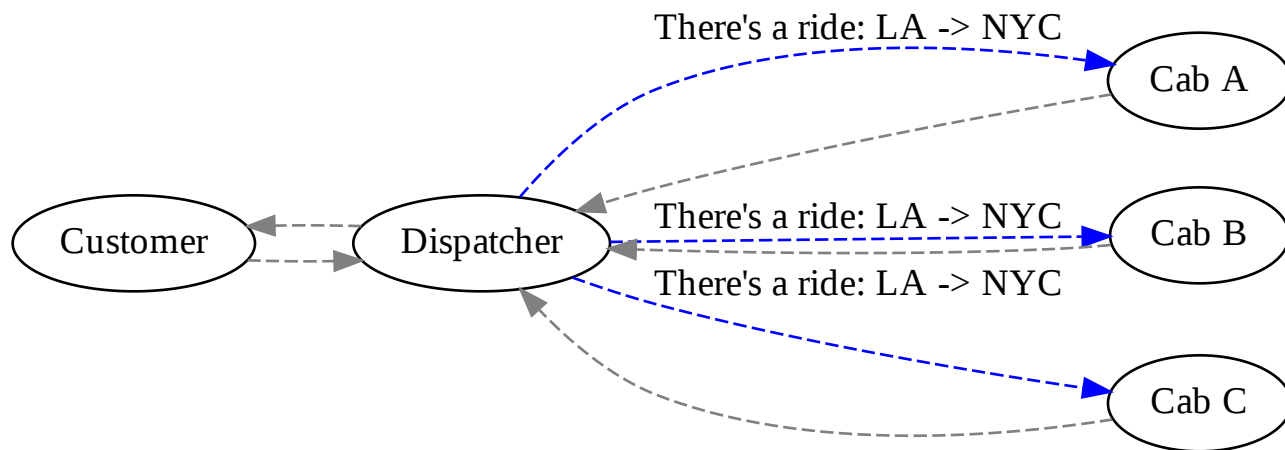 There's a ride: LA -> NYC
Cab A
There's a ride: LA -> NYC
Customer
Dispatcher
Cab B
There's a ride: LA -> NYC
Cab C